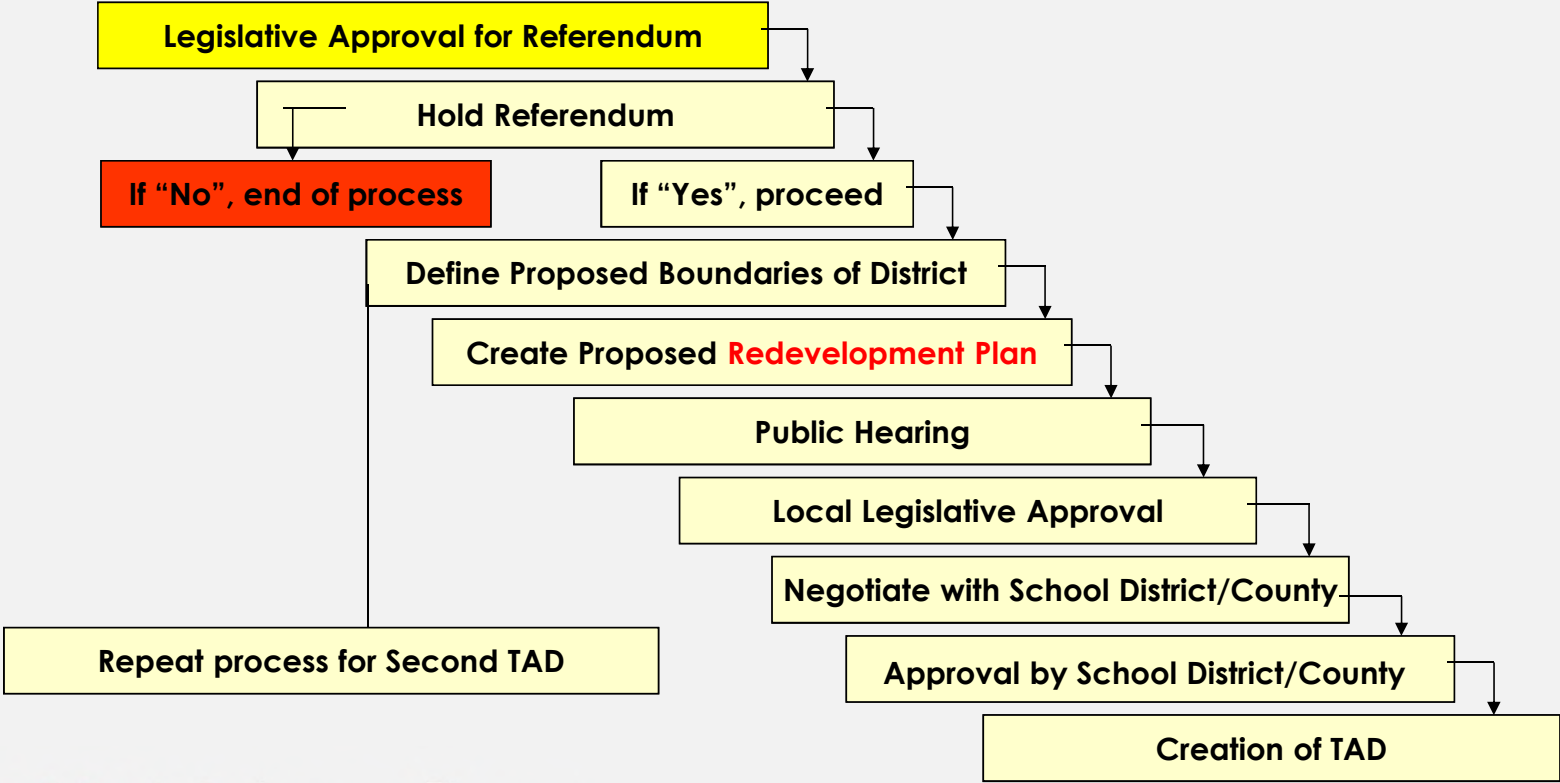 Legislative Approval for Referendum
Hold Referendum
If “No”, end of process
If “Yes”, proceed
Define Proposed Boundaries of District
Create Proposed Redevelopment Plan
Public Hearing
Local Legislative Approval
Negotiate with School District/County
Repeat process for Second TAD
Approval by School District/County
Creation of TAD